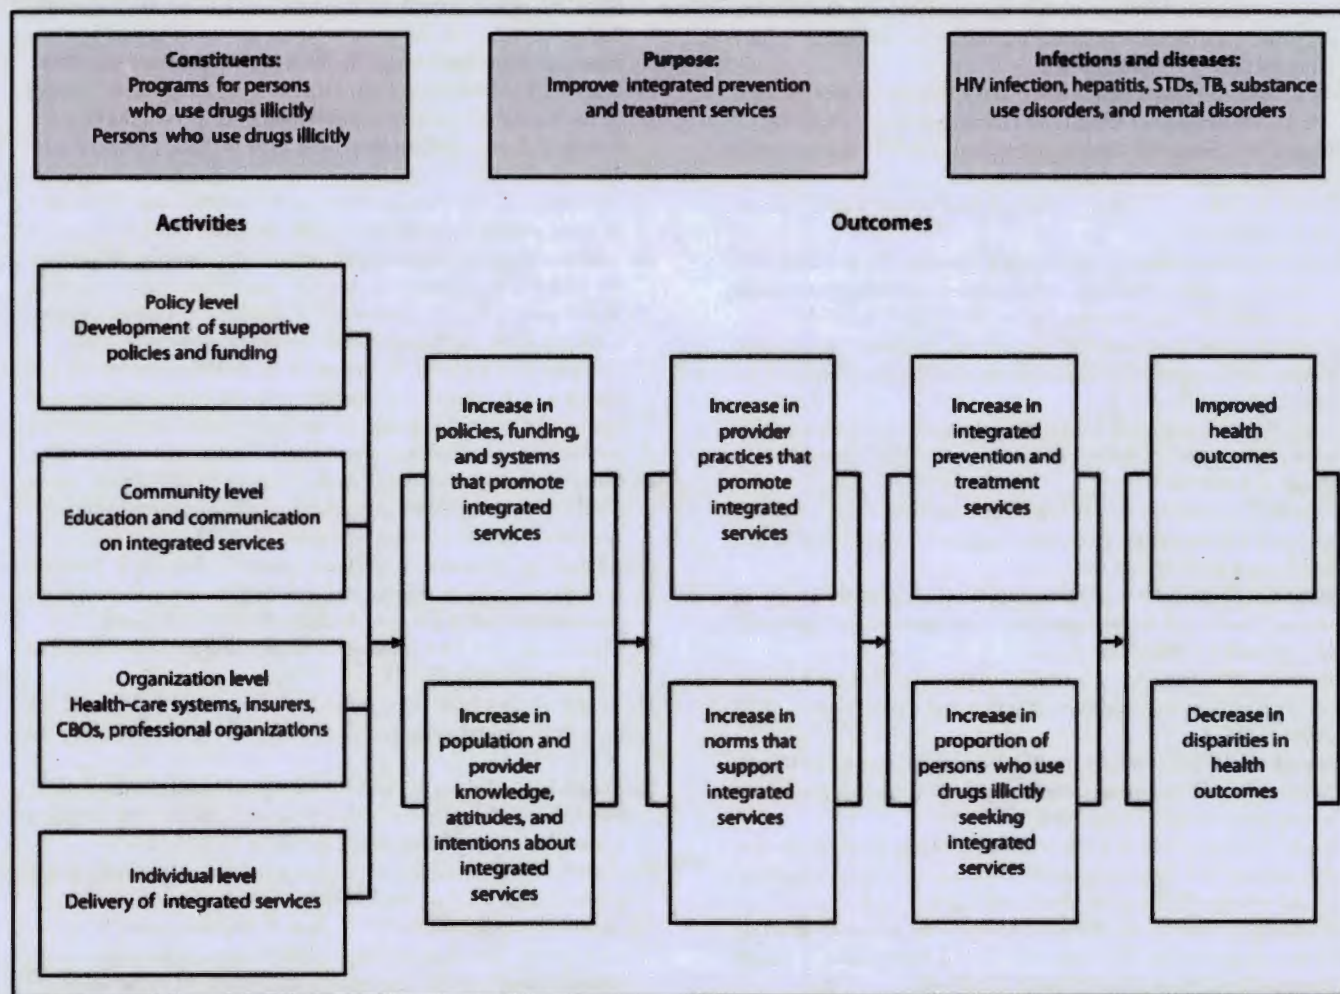 Constituents:
Programs for persons
who use drugs illicitly
Persons who use drugs illicitly
Purpose:
Improve integrated prevention
and treatment services
Infections and diseases:
HIV infection, hepatitis, STDs, TB, substance
use disorders, and mental disorders
Activities
Outcomes
Policy level
Development of supportive
policies and funding
Community level
Education and communication
on integrated services
Organization level
Health-care systems, insurers,
CBOs, professional organizations
Individual level
Delivery of integrated services
Increase in
policies, funding,
and systems
that promote
integrated
services
Increase in
population and
provider
knowledge,
attitudes, and
intentions about
integrated
services
Increase in
provider
practices that
promote
integrated
services
Increase in
norms that
support
integrated
services
Increase in
integrated
prevention and
treatment
services
Increase in
proportion of
persons who use
drugs illicitly
seeking
integrated
services
Improved
health
outcomes
Decrease in
disparities in
health
outcomes